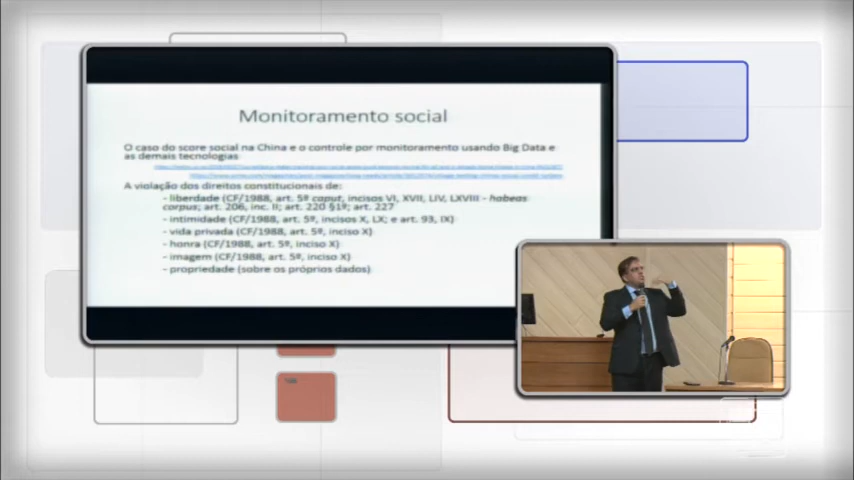 Monitoramento social
O caso do score social na China e o controle por monitoramento usando Big Data e
as demais tecnologias
A violação dos direitos constitucionais de:
- liberdade (CF/1988, art. 5º caput, incisos VI, XVII, LIV, LXVIII - habeas
corpus; art. 206, inc. II; art. 220 §1º; art. 227
- intimidade (CF/1988, art. 5º, incisos X, LX; e art. 93, IX)
- vida privada (CF/1988, art. 5º, inciso X)
- honra (CF/1988, art. 5º, inciso X)
- imagem (CF/1988, art. 5º, inciso X)
- propriedade (sobre os próprios dados)